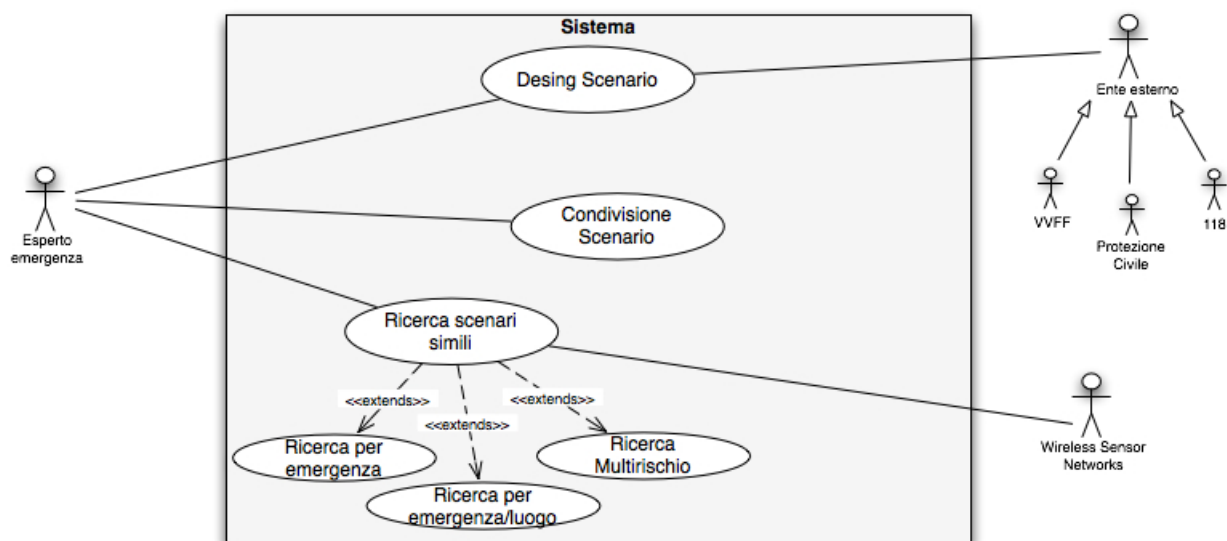 Sistema
Desing Scenario
Ente esterno
VVFF
Protezione
Civile
118
Esperto
emergenza
Condivisione
Scenario
Ricerca scenari
simili
<<extends>>
<<extends>>
<<extends>>
Ricerca per
emergenza
Ricerca per
emergenza/luogo
Ricerca
Multirischio
Wireless Sensor
Networks